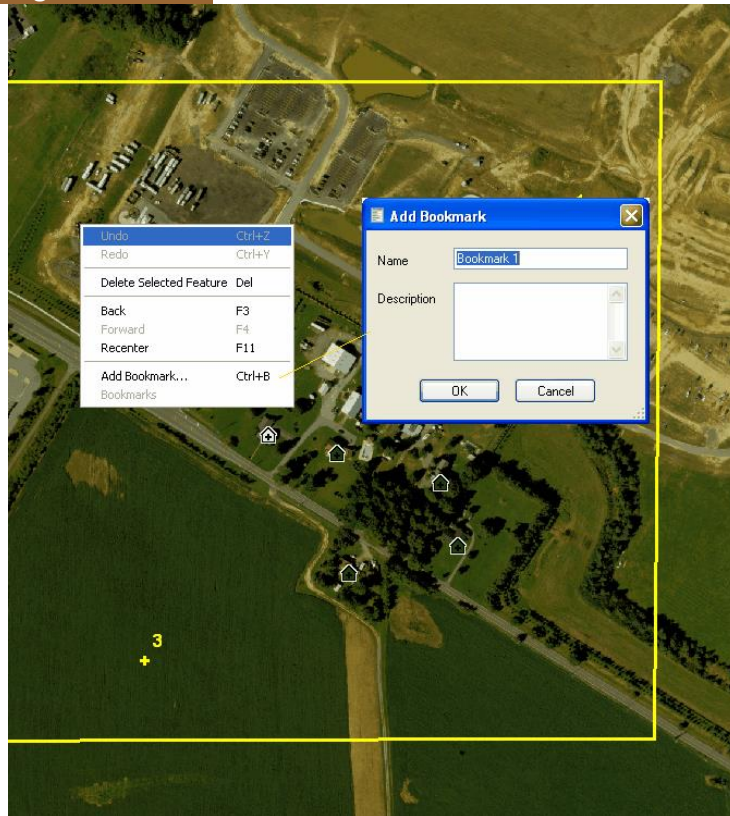 Undo Ctrl+Z
Redo Ctrl+Y
Delete Selected Feature Del
Back F3
Forward F4
Recenter F11
Add Bookmark... Ctrl+B
Bookmarks
Add Bookmark
Name Bookmark 1
Description
OK Cancel
3